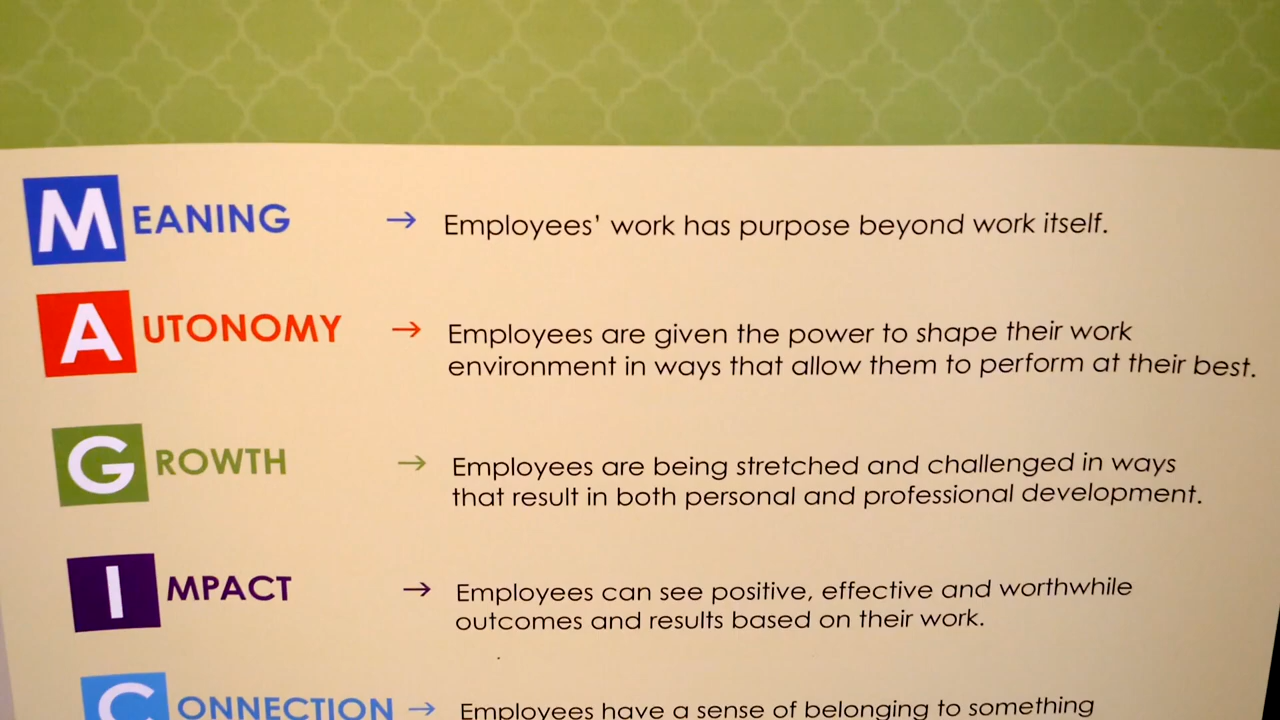 MEANING → Employees' work has purpose beyond work itself.
AUTONOMY → Employees are given the power to shape their work
environment in ways that allow them to perform at their best.
GROWTH → Employees are being stretched and challenged in ways
that result in both personal and professional development.
IMPACT → Employees can see positive, effective and worthwhile
outcomes and results based on their work.
CONNECTION → Employees have a sense of belonging to something